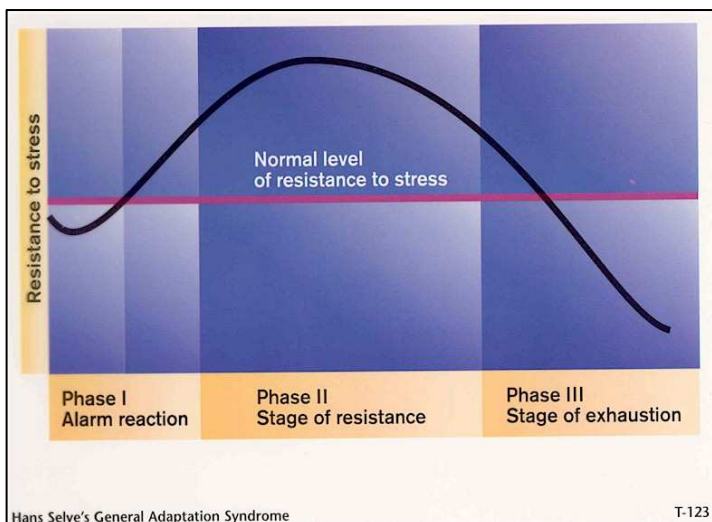 Resistance to stress
Normal level
of resistance to stress
Phase I
Alarm reaction
Phase II
Stage of resistance
Phase III
Stage of exhaustion
Hans Selye's General Adaptation Syndrome
T-123